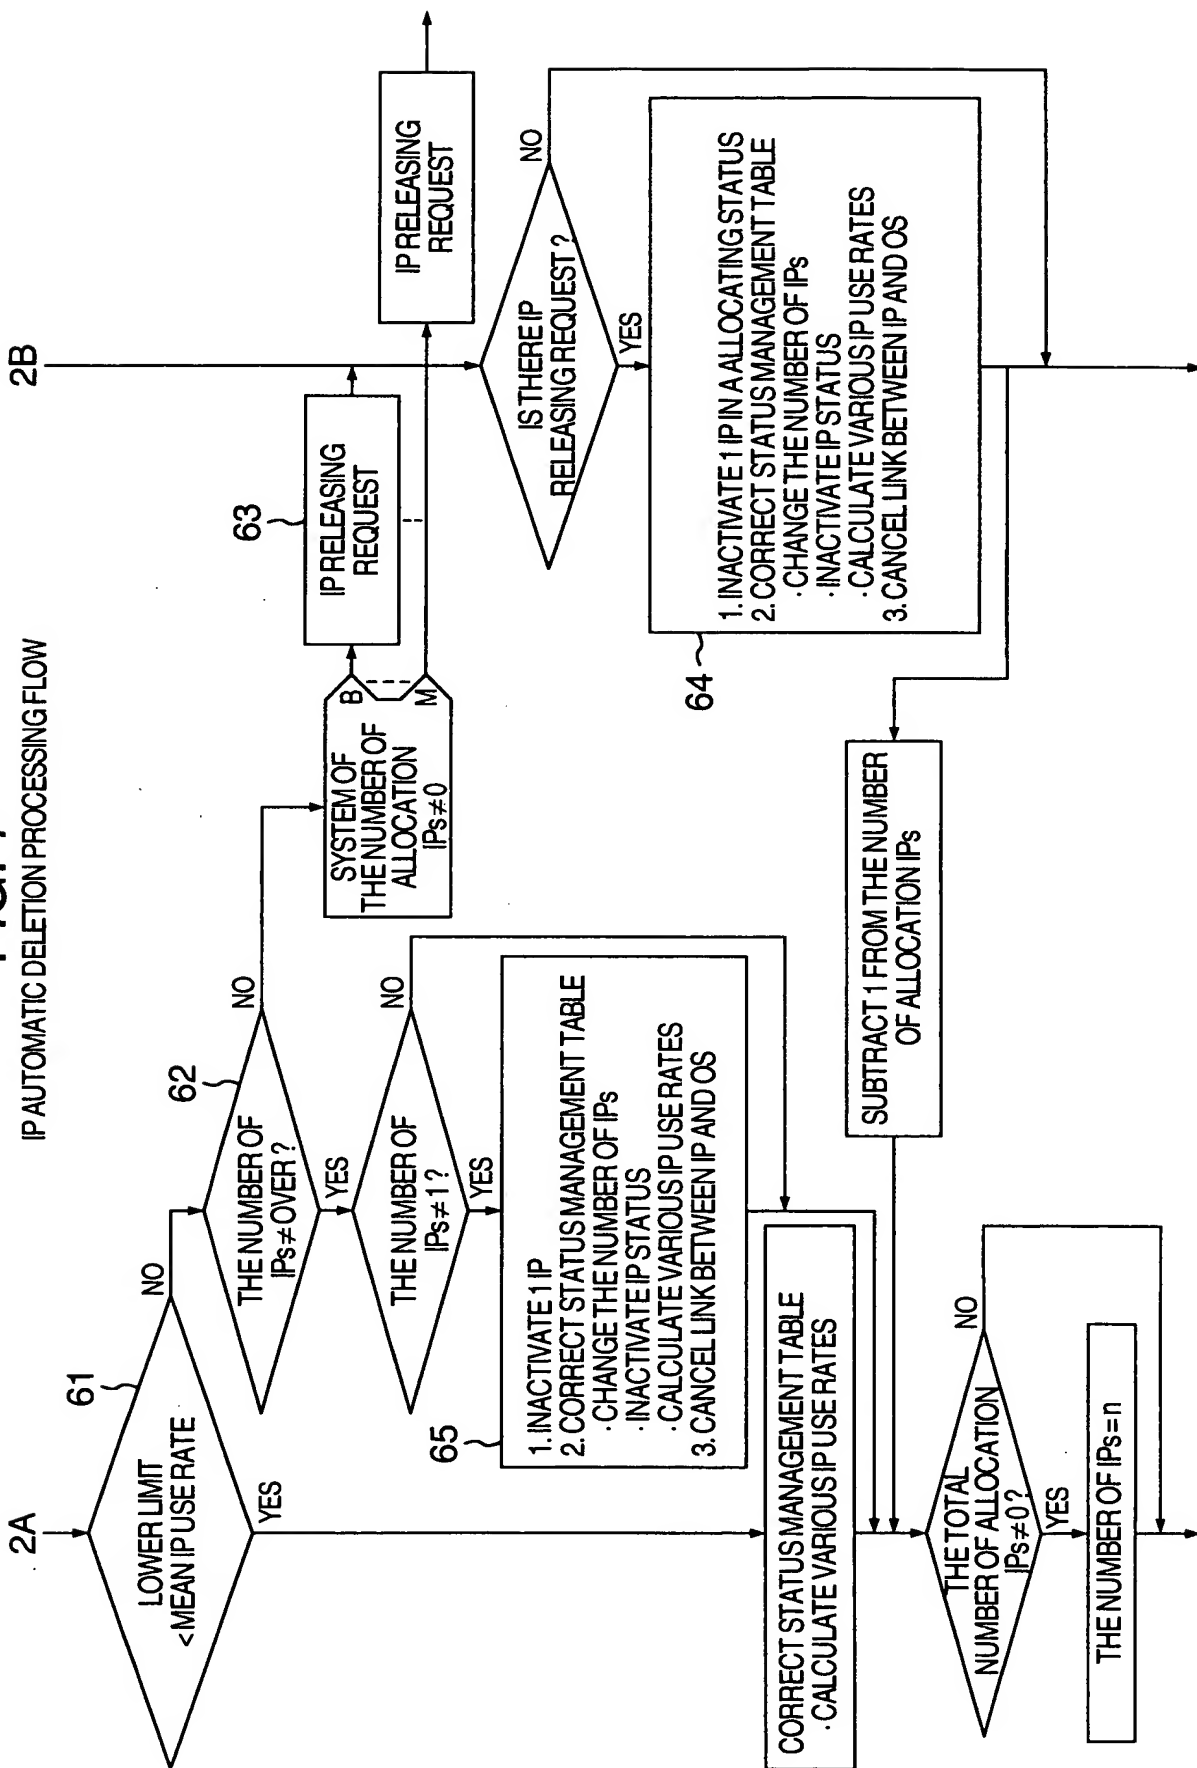 IP AUTOMATIC DELETION PROCESSING FLOW
2A
61
LOWER LIMIT
<MEAN IP USE RATE
NO
YES
62
THE NUMBER OF
IPs≠OVER?
NO
YES
THE NUMBER OF
IPs≠1?
NO
YES
65
1. INACTIVATE 1 IP
2. CORRECT STATUS MANAGEMENT TABLE
· CHANGE THE NUMBER OF IPs
· INACTIVATE IP STATUS
· CALCULATE VARIOUS IP USE RATES
3. CANCEL LINK BETWEEN IP AND OS
CORRECT STATUS MANAGEMENT TABLE
· CALCULATE VARIOUS IP USE RATES
THE TOTAL
NUMBER OF ALLOCATION
IPs≠0?
NO
YES
THE NUMBER OF IPs=n
SYSTEM OF
THE NUMBER OF
ALLOCATION
IPs≠0
B
M
63
IP RELEASING
REQUEST
2B
IP RELEASING
REQUEST
IS THERE IP
RELEASING REQUEST?
NO
YES
64
1. INACTIVATE 1 IP IN A ALLOCATING STATUS
2. CORRECT STATUS MANAGEMENT TABLE
· CHANGE THE NUMBER OF IPs
· INACTIVATE IP STATUS
· CALCULATE VARIOUS IP USE RATES
3. CANCEL LINK BETWEEN IP AND OS
SUBTRACT 1 FROM THE NUMBER
OF ALLOCATION IPs